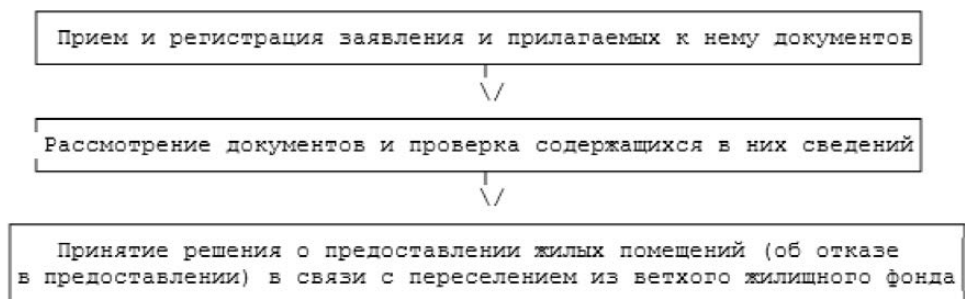 Прием и регистрация заявления и прилагаемых к нему документов
Рассмотрение документов и проверка содержащихся в них сведений
Принятие решения о предоставлении жилых помещений (об отказе
в предоставлении) в связи с переселением из ветхого жилищного фонда